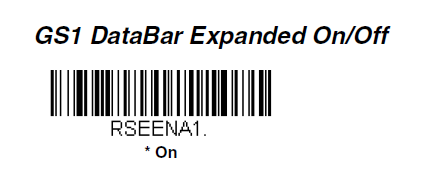 GS1 DataBar Expanded On/Off
RSEENA1.
* On